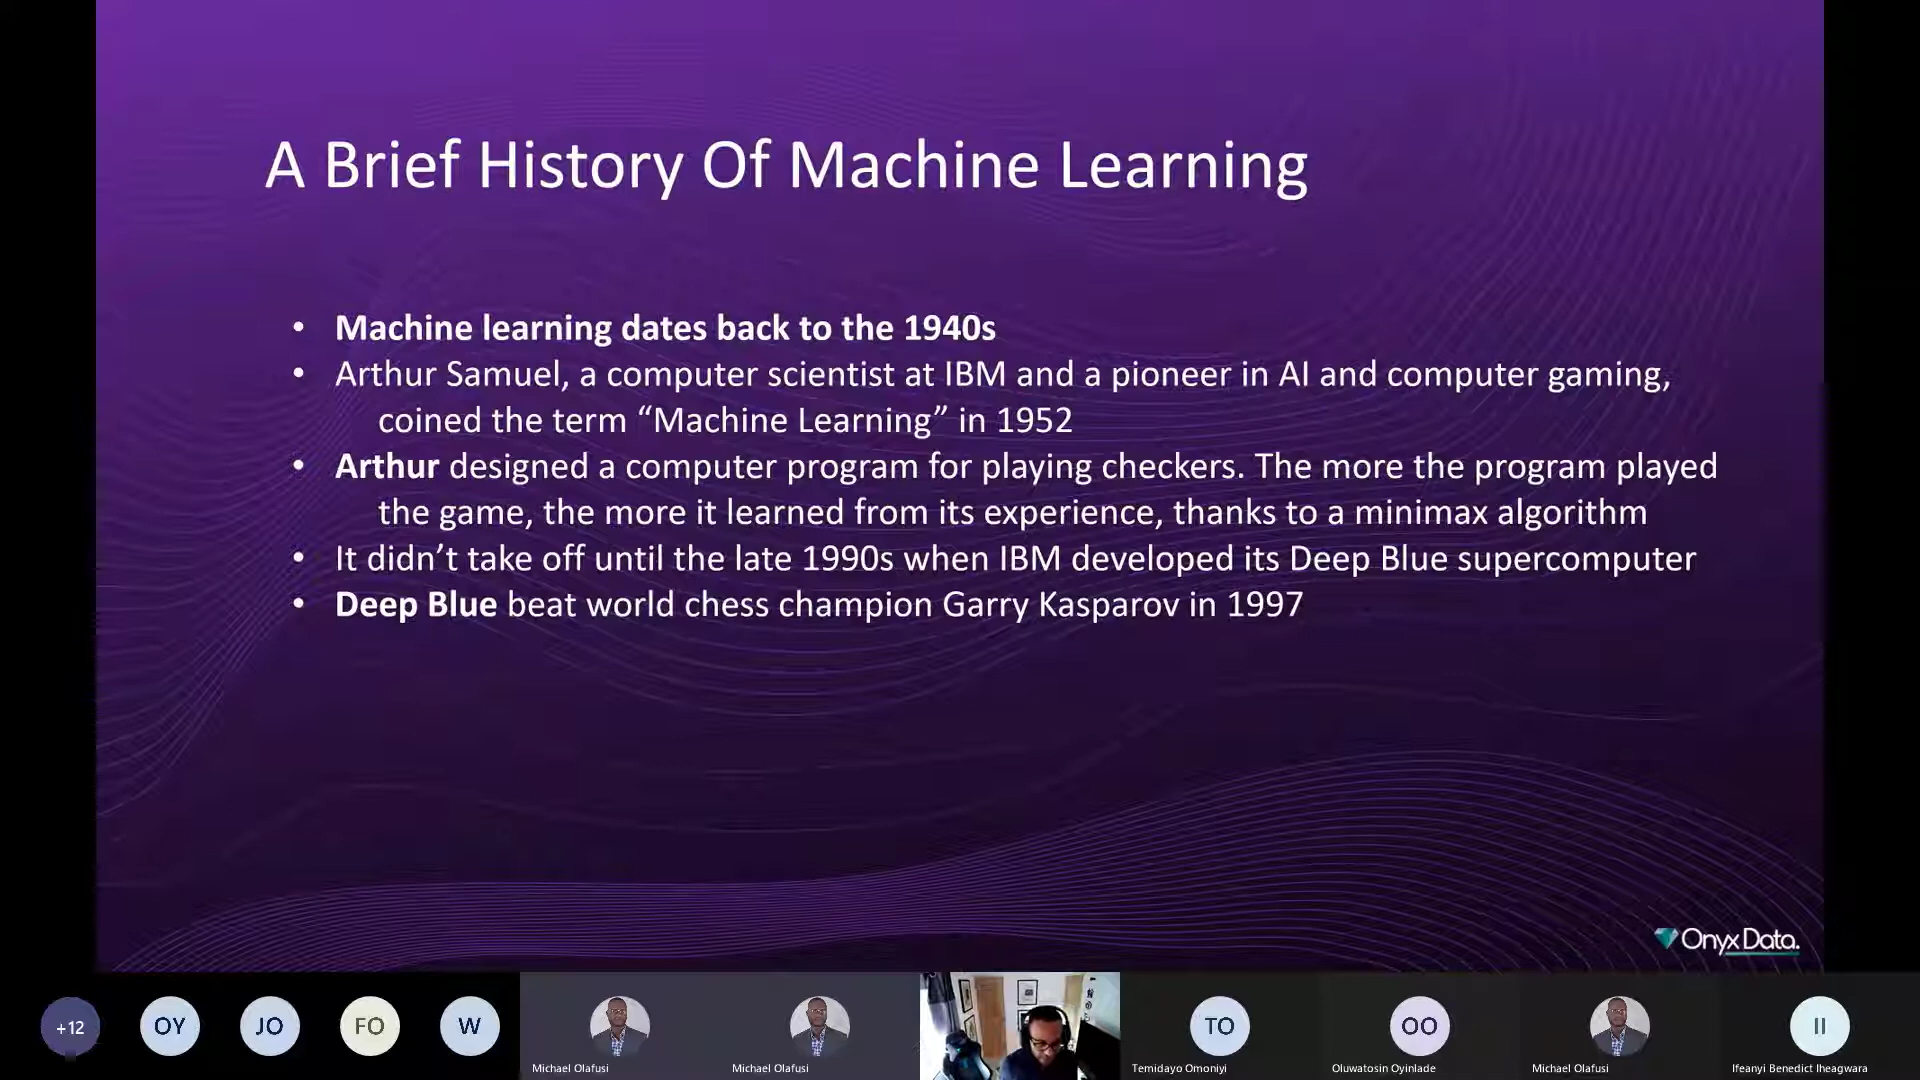 A Brief History Of Machine Learning
• Machine learning dates back to the 1940s
• Arthur Samuel, a computer scientist at IBM and a pioneer in AI and computer gaming,
coined the term “Machine Learning” in 1952
• Arthur designed a computer program for playing checkers. The more the program played
the game, the more it learned from its experience, thanks to a minimax algorithm
• It didn’t take off until the late 1990s when IBM developed its Deep Blue supercomputer
• Deep Blue beat world chess champion Garry Kasparov in 1997
OnyxData.
+12
OY
JO
FO
W
Michael Olafusi
Michael Olafusi
TO
Temidayo Omoniyi
OO
Oluwatosin Oyinlade
Michael Olafusi
II
Ifeanyi Benedict Iheagwara